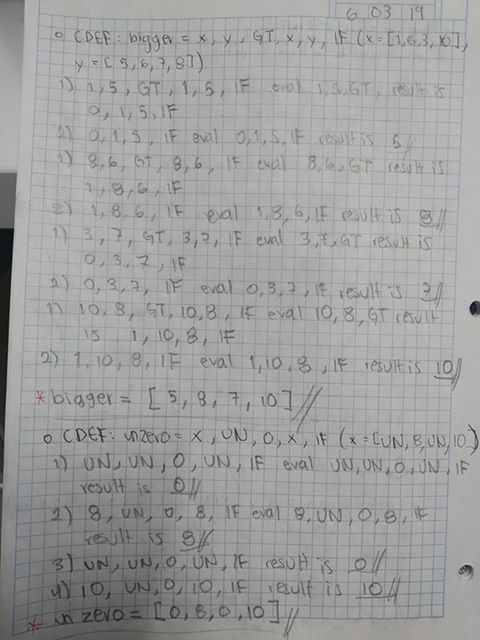 6 03 19
o CDEF: bigger = x, y, GT, x, y, IF (x=[1,8,3,10],
y=[5,6,7,8])
1) 1,5, GT, 1,5, IF eval 1,5,GT, result is
0,1,5,IF
2) 0,1,5, IF eval 0,1,5,IF result is 5//
1) 8,6, GT, 8,6, IF eval 8,6,GT result is
1,8,6,IF
2) 1,8,6, IF eval 1,8,6,IF result is 8//
1) 3,7, GT, 3,7, IF eval 3,7,GT result is
0,3,7,IF
2) 0,3,7, IF eval 0,3,7, IF result is 7//
1) 10,8, GT, 10,8, IF eval 10,8,GT result
is 1,10,8, IF
2) 1,10,8, IF eval 1,10,8, IF result is 10//
* bigger = [5,8,7,10]//
o CDEF: unzero = x, UN, 0, x, IF (x=[UN,8,UN,10)
1) UN, UN, 0, UN, IF eval UN,UN,0,UN,IF
result is 0//
2) 8, UN, 0, 8, IF eval 8,UN,0,8,IF
result is 8//
3) UN, UN, 0, UN, IF result is 0//
4) 10, UN, 0, 10, IF result is 10//
* unzero = [0,8,0,10]//